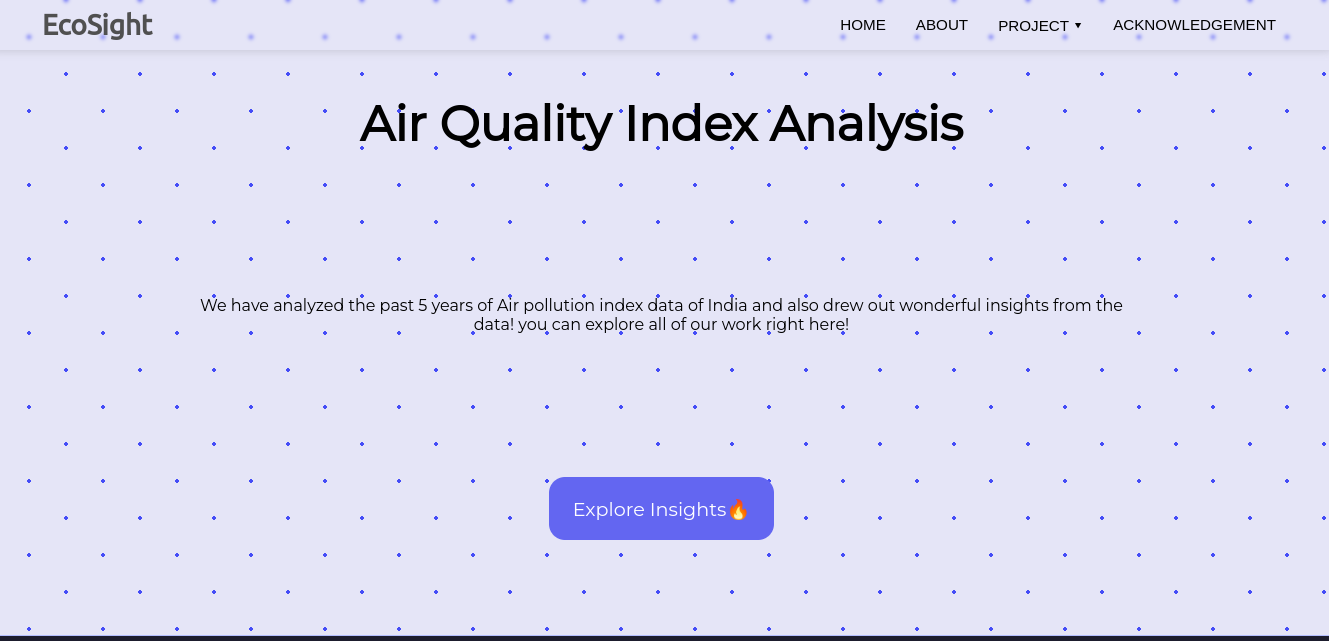 EcoSight
HOME ABOUT PROJECT ▾ ACKNOWLEDGEMENT
Air Quality Index Analysis
We have analyzed the past 5 years of Air pollution index data of India and also drew out wonderful insights from the
data! you can explore all of our work right here!
Explore Insights🔥